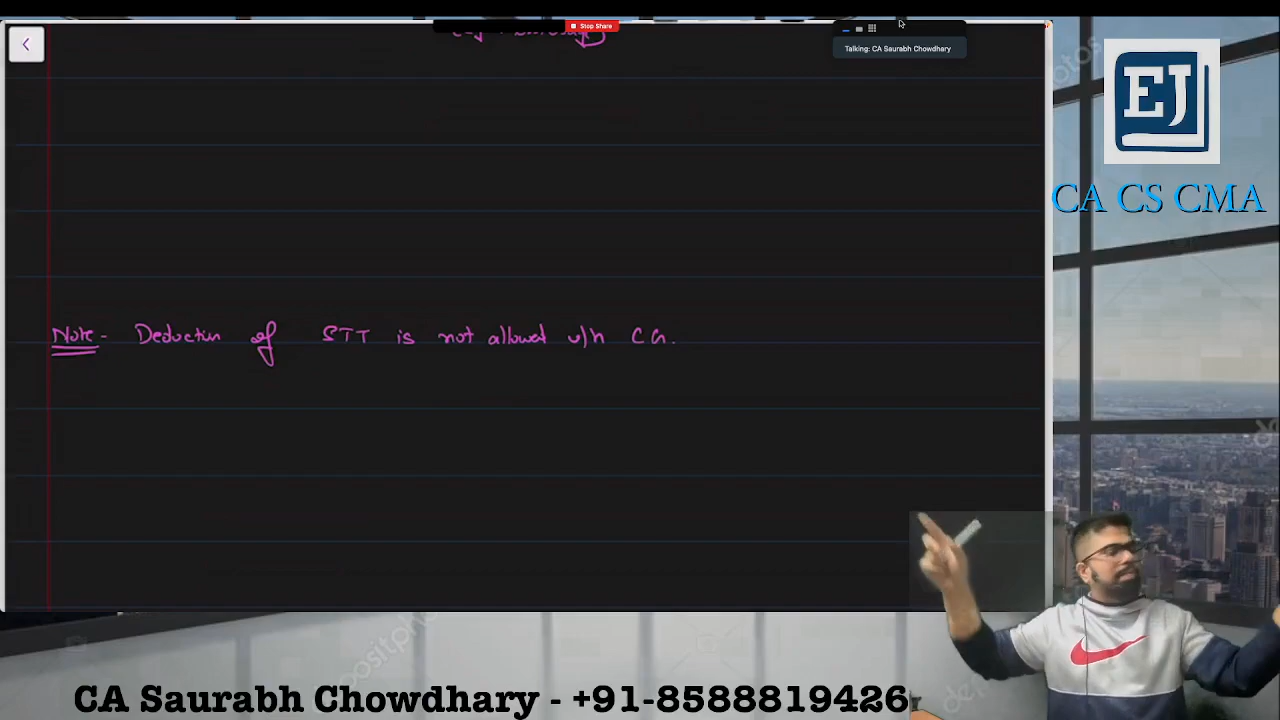 Stop Share
Talking: CA Saurabh Chowdhary
EJ
CA CS CMA
Note - Deduction of STT is not allowed u/h CG.
CA Saurabh Chowdhary - +91-8588819426